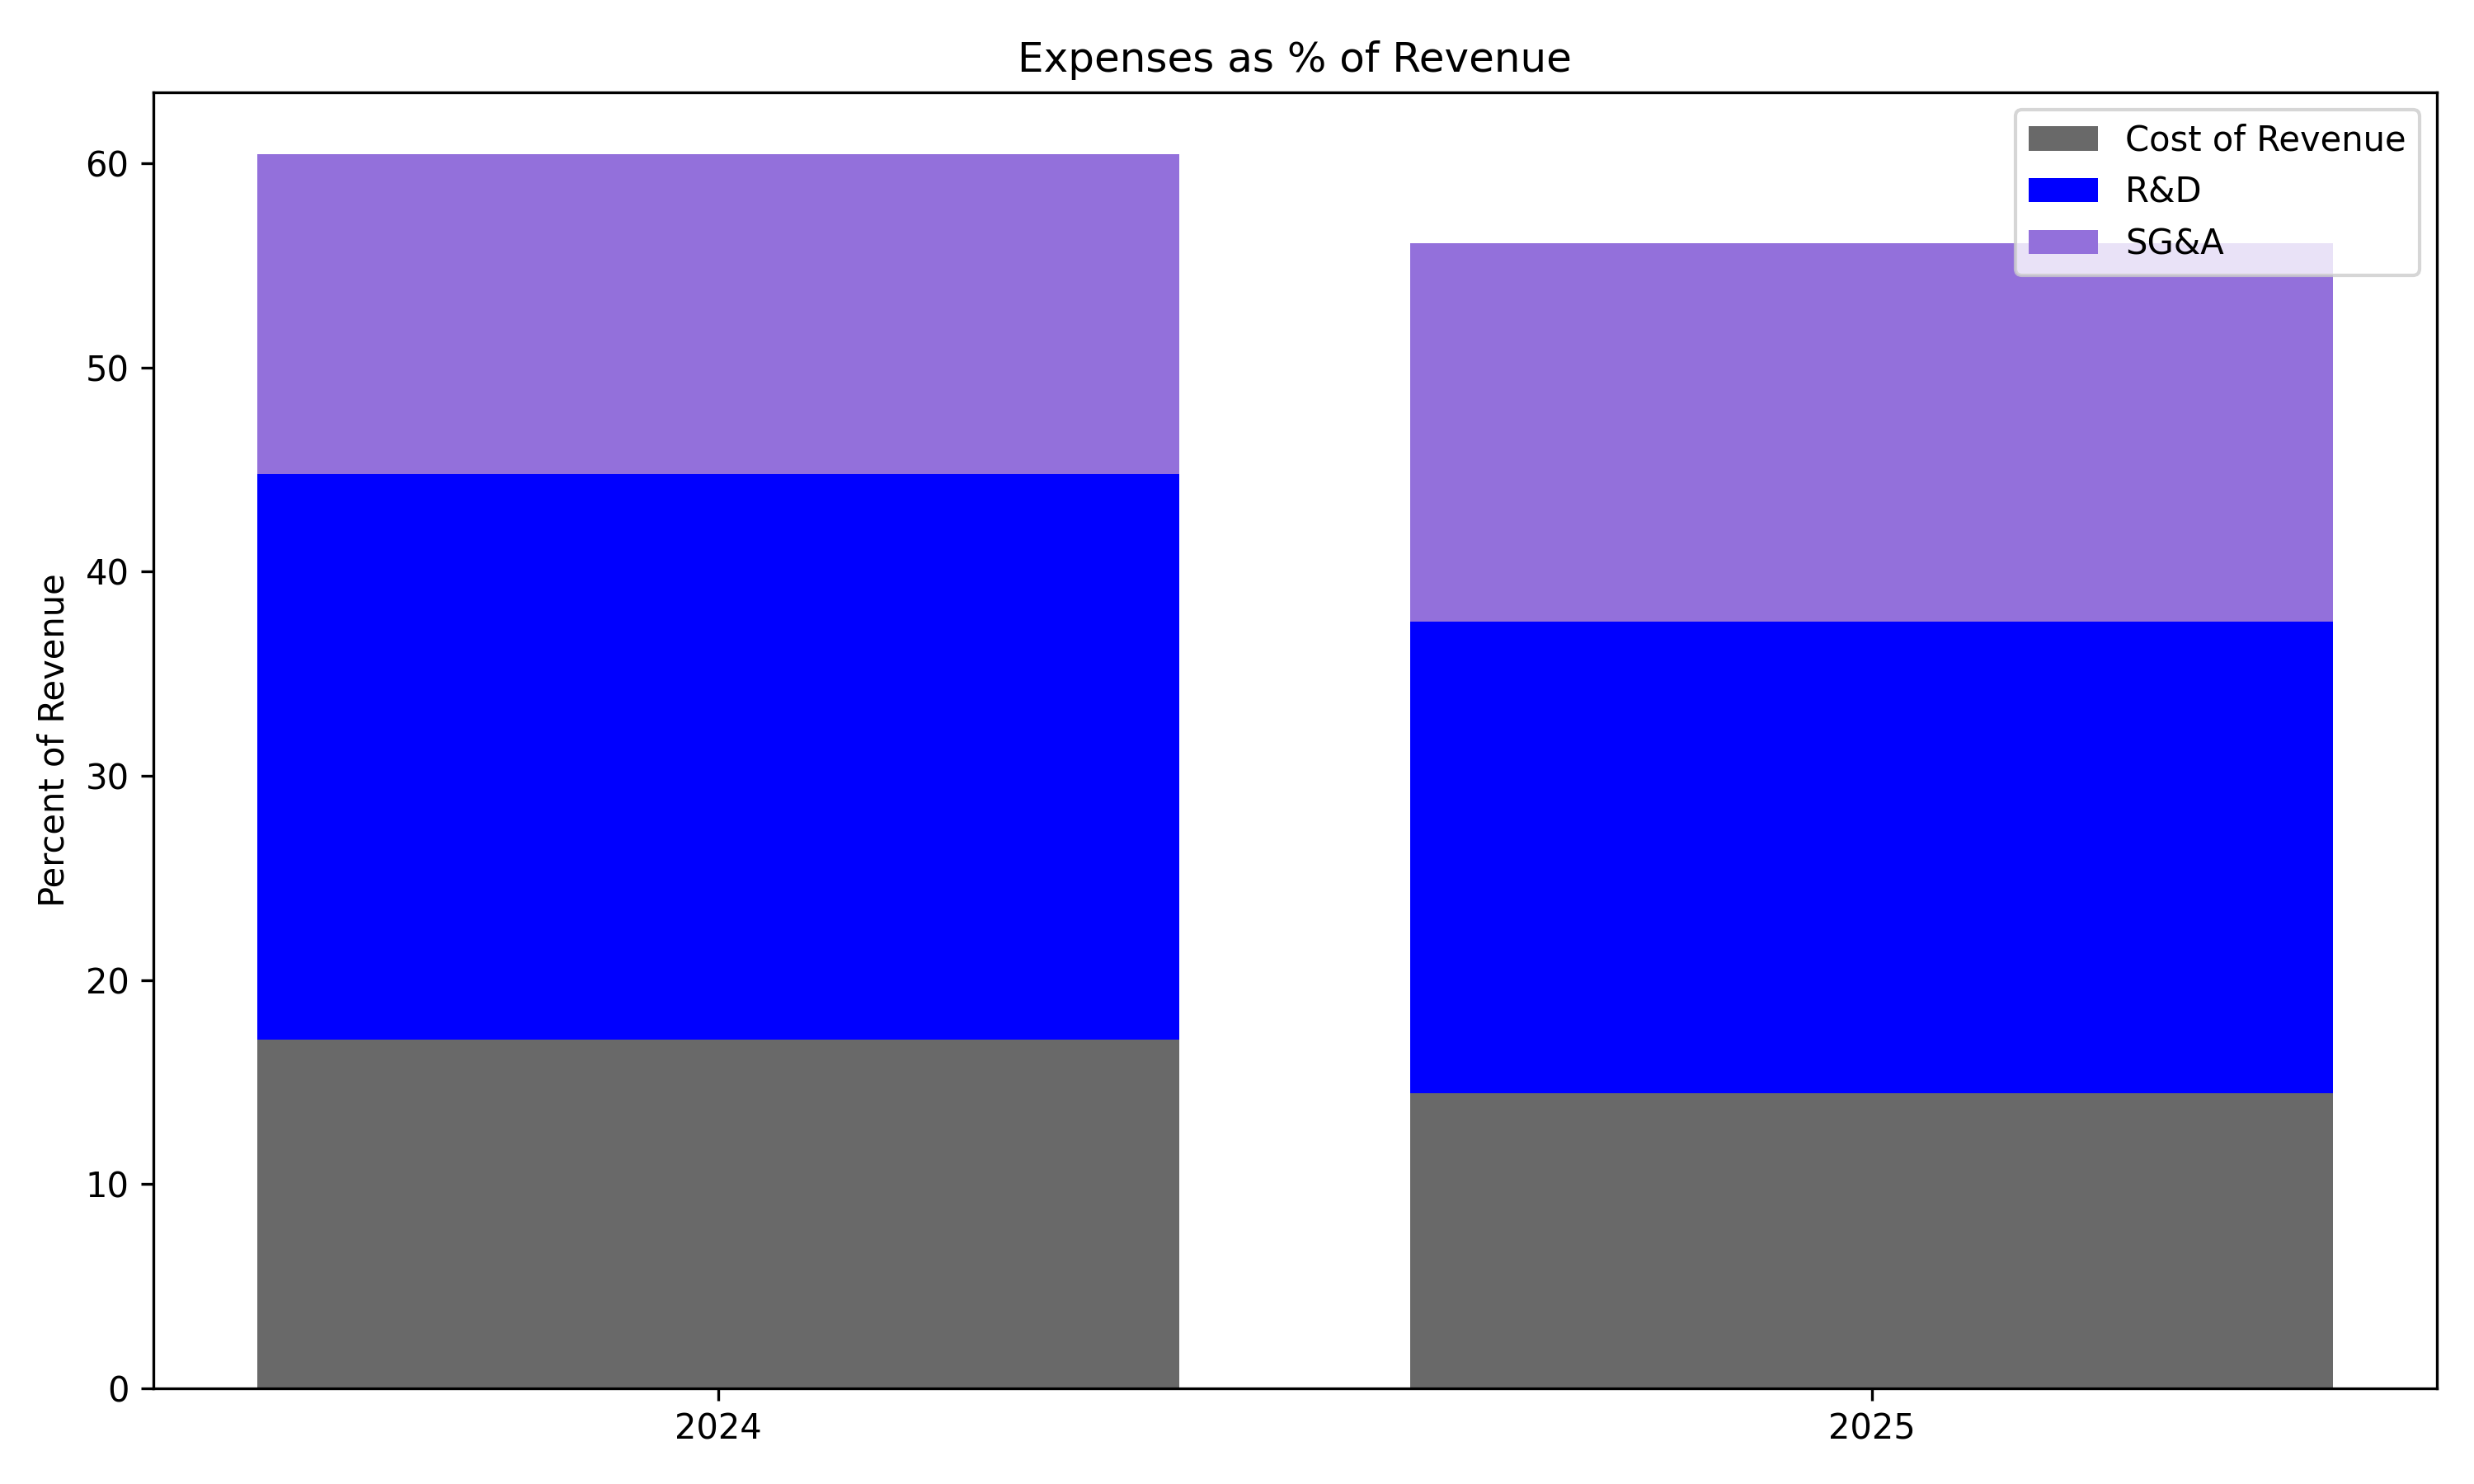 Expenses as % of Revenue
Cost of Revenue
R&D
SG&A
Percent of Revenue
60
50
40
30
20
10
0
2024
2025